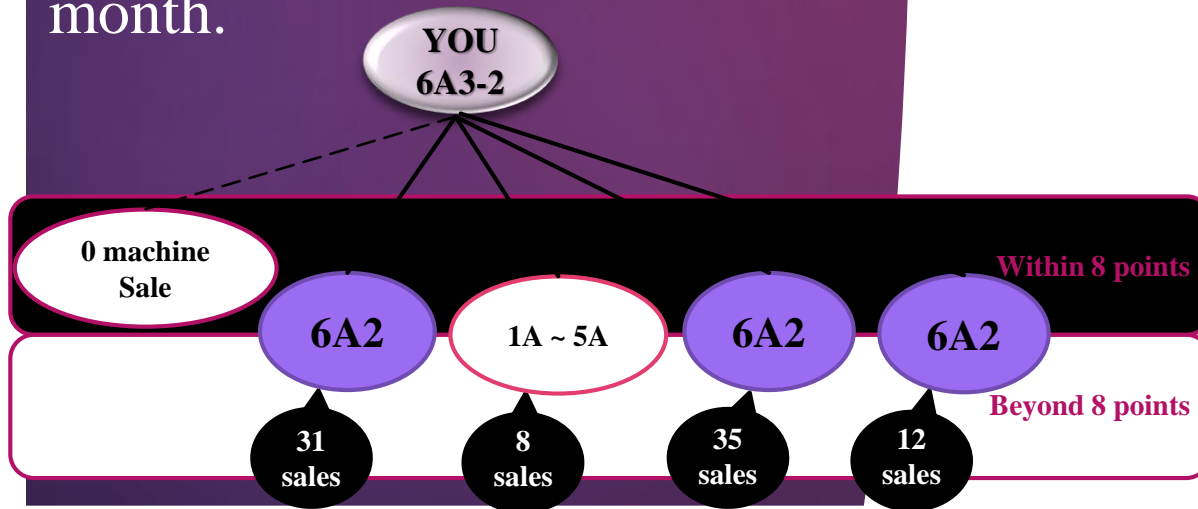 month.
YOU
6A3-2
0 machine
Sale
Within 8 points
6A2
1A ~ 5A
6A2
6A2
Beyond 8 points
31
sales
8
sales
35
sales
12
sales